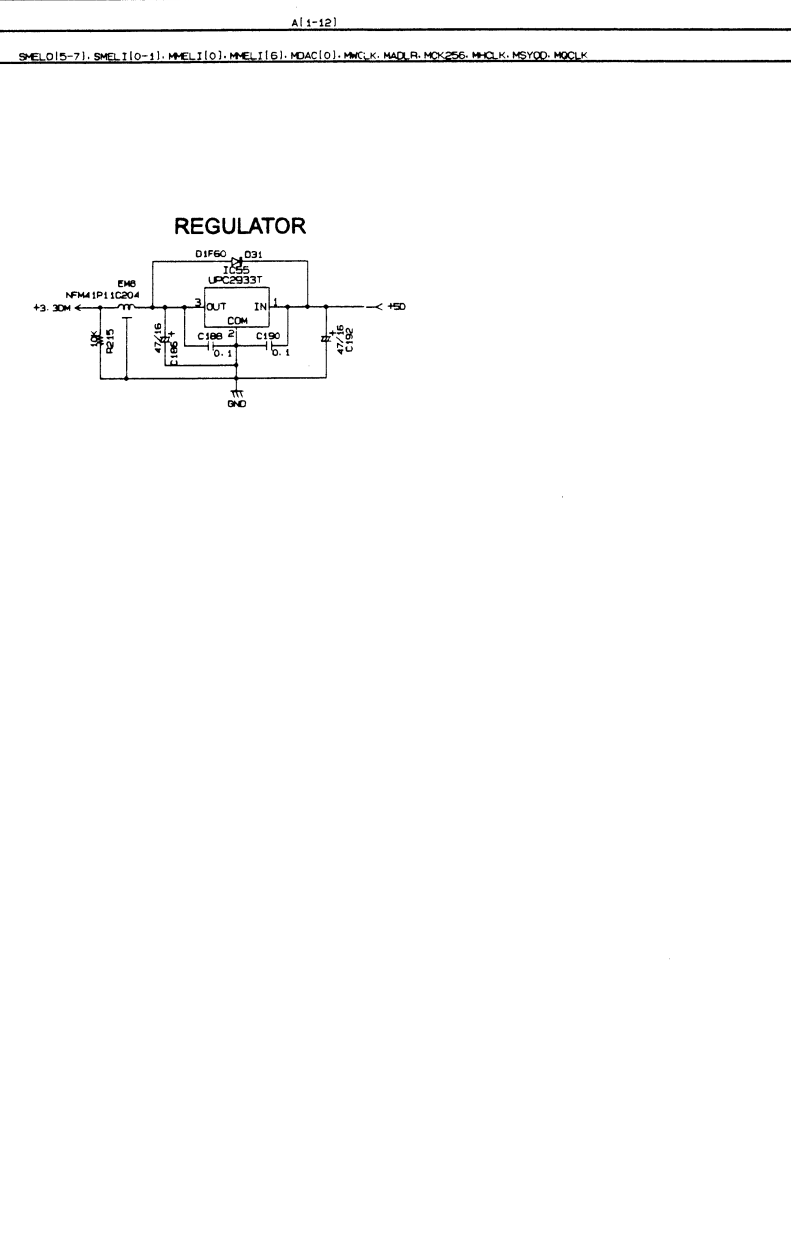 A[1-12]
SMELO[5-7]. SMELI[0-1]. MMELI[0]. MMELI[6]. MDAC[0]. MWCLK. MADLR. MCK256. MHCLK. MSYOD. MQCLK
REGULATOR
D1F60 D31
IC55
UPC2933T
EM8
NFM41P11C204
+3.3DM
3 OUT IN 1
+5D
COM
2
10K
R215
47/16
+
C186
C188
0.1
C190
0.1
+
47/16
C192
GND